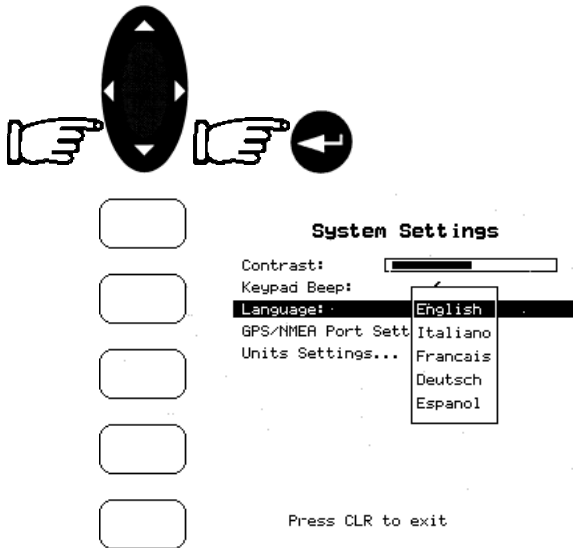 System Settings
Contrast:
Keypad Beep:
Language: English
GPS/NMEA Port Sett Italiano
Units Settings... Francais
Deutsch
Espanol
Press CLR to exit